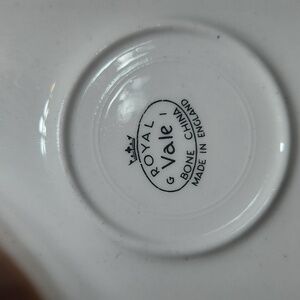 ROYAL
Vale
G I
BONE CHINA
MADE IN ENGLAND